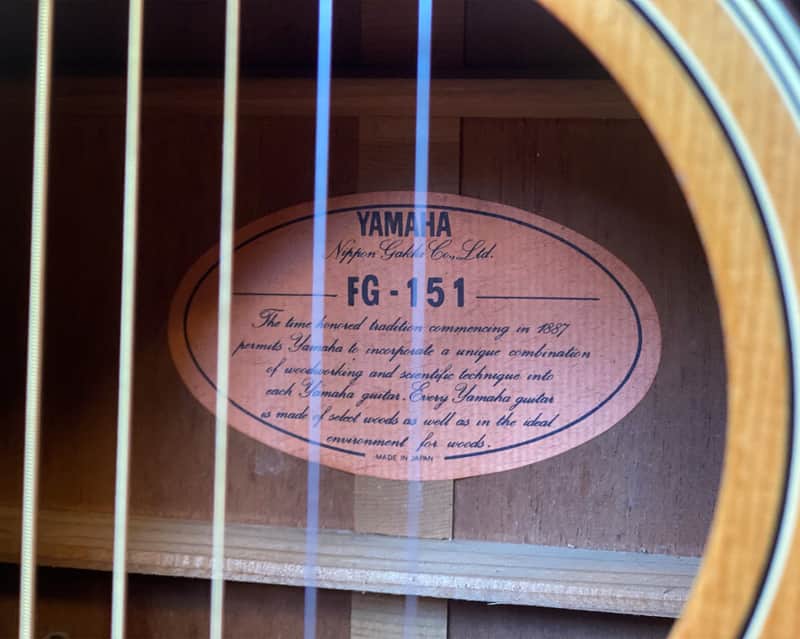 YAMAHA
Nippon Gakki Co., Ltd.
FG-151
The time honored tradition commencing in 1887
permits Yamaha to incorporate a unique combination
of woodworking and scientific technique into
each Yamaha guitar. Every Yamaha guitar
is made of select woods as well as in the ideal
environment for woods.
MADE IN JAPAN